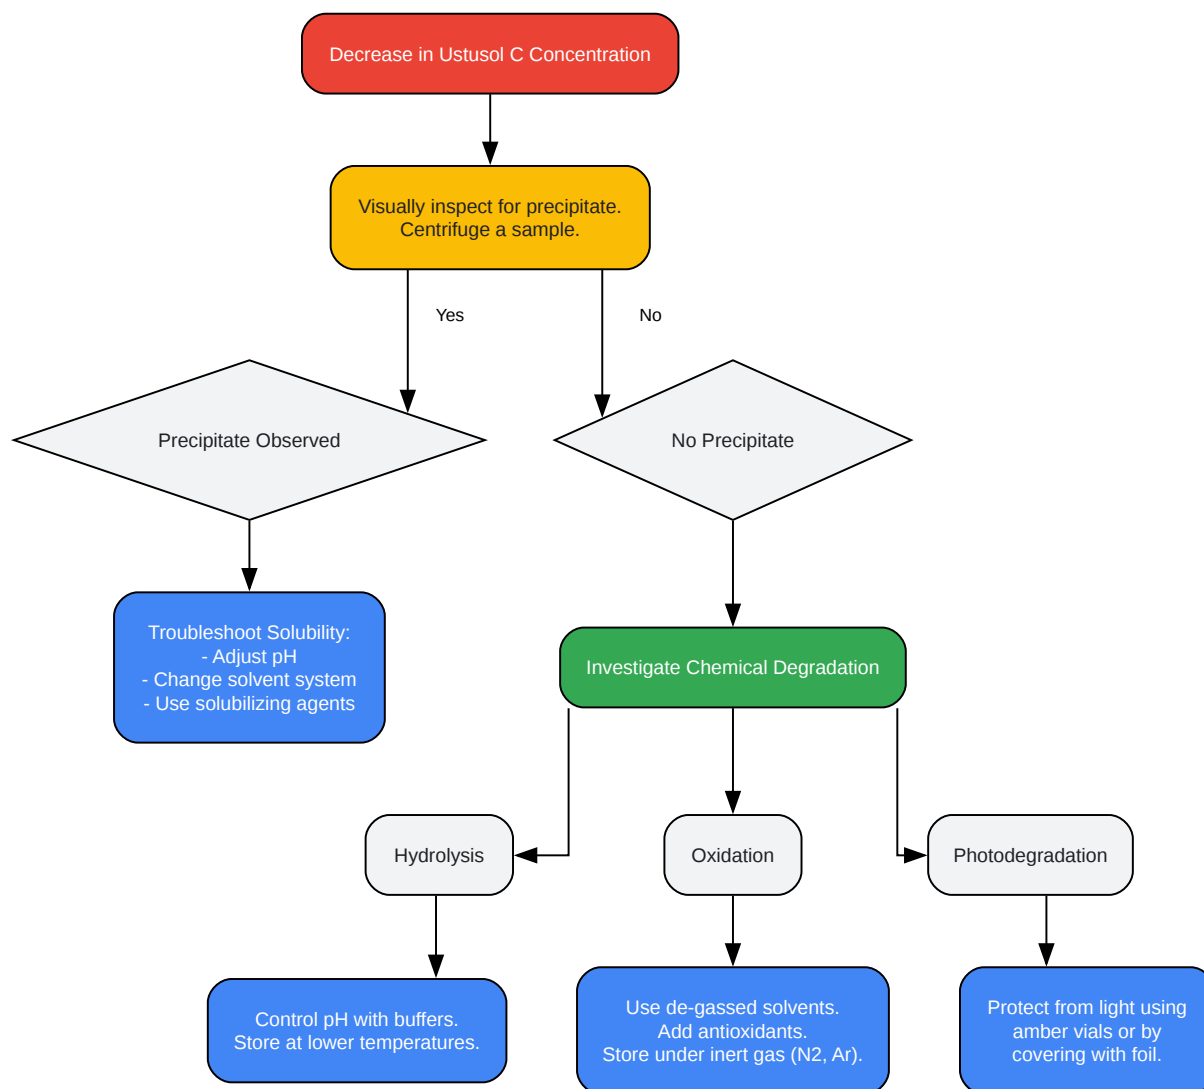 Decrease in Ustusol C Concentration
Visually inspect for precipitate.
Centrifuge a sample.
Yes
No
Precipitate Observed
No Precipitate
Troubleshoot Solubility:
- Adjust pH
- Change solvent system
- Use solubilizing agents
Investigate Chemical Degradation
Hydrolysis
Oxidation
Photodegradation
Control pH with buffers.
Store at lower temperatures.
Use de-gassed solvents.
Add antioxidants.
Store under inert gas (N2, Ar).
Protect from light using
amber vials or by
covering with foil.